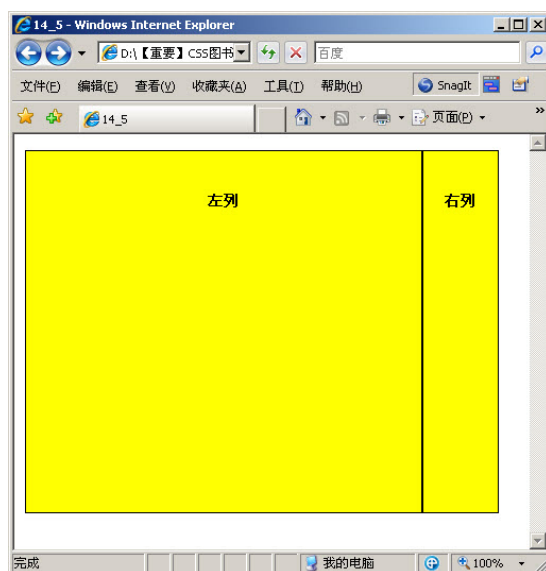 14_5 - Windows Internet Explorer
D:\【重要】CSS图书 百度
文件(F) 编辑(E) 查看(V) 收藏夹(A) 工具(T) 帮助(H) SnagIt
14_5 页面(P) »
左列 右列
完成 我的电脑 100%